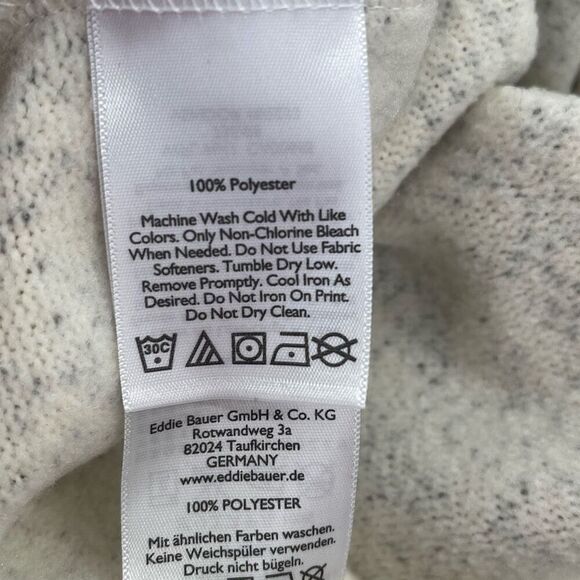 100% Polyester
Machine Wash Cold With Like
Colors. Only Non-Chlorine Bleach
When Needed. Do Not Use Fabric
Softeners. Tumble Dry Low.
Remove Promptly. Cool Iron As
Desired. Do Not Iron On Print.
Do Not Dry Clean.
30C
Eddie Bauer GmbH & Co. KG
Rotwandweg 3a
82024 Taufkirchen
GERMANY
www.eddiebauer.de
100% POLYESTER
Mit ähnlichen Farben waschen.
Keine Weichspüler verwenden.
Druck nicht bügeln.